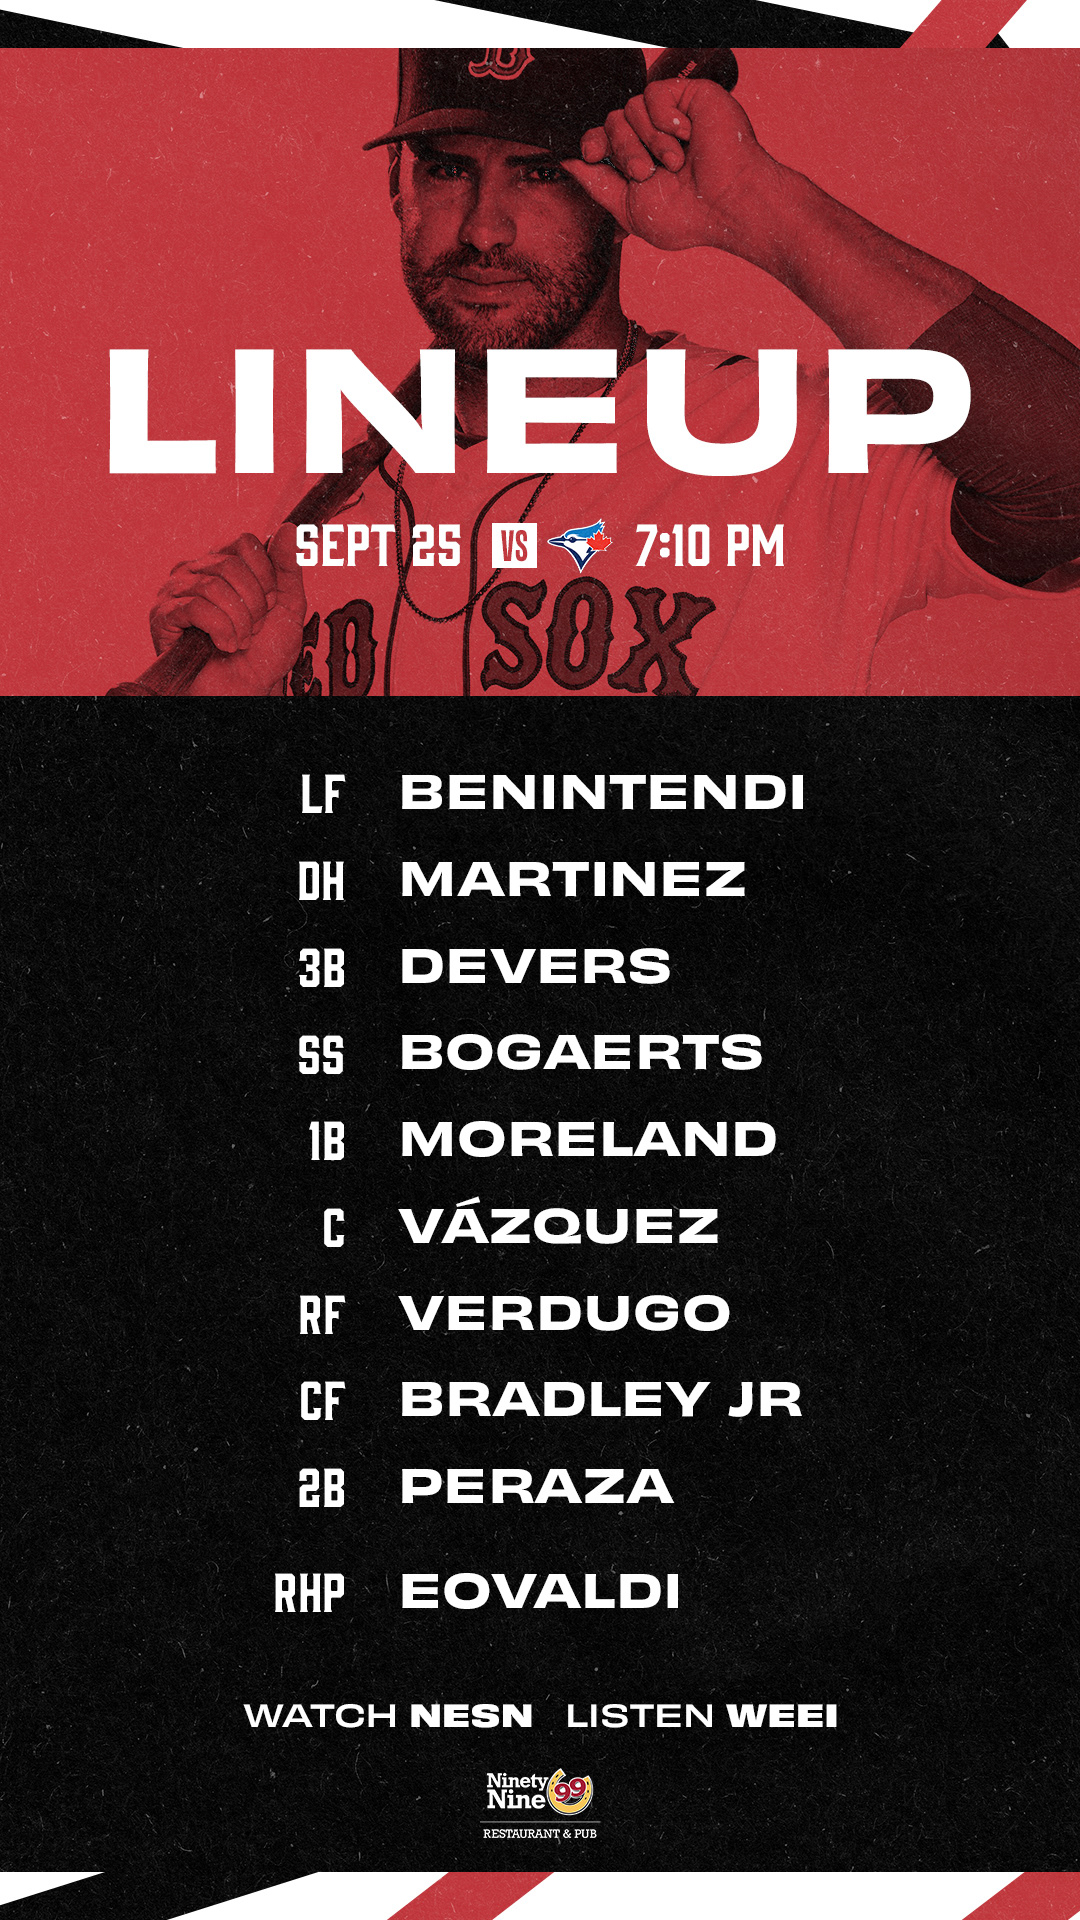 B
LINEUP
SEPT 25 VS 7:10 PM
RED SOX
LF BENINTENDI
DH MARTINEZ
3B DEVERS
SS BOGAERTS
1B MORELAND
C VÁZQUEZ
RF VERDUGO
CF BRADLEY JR
2B PERAZA
RHP EOVALDI
WATCH NESN LISTEN WEEI
Ninety
Nine 99
RESTAURANT & PUB